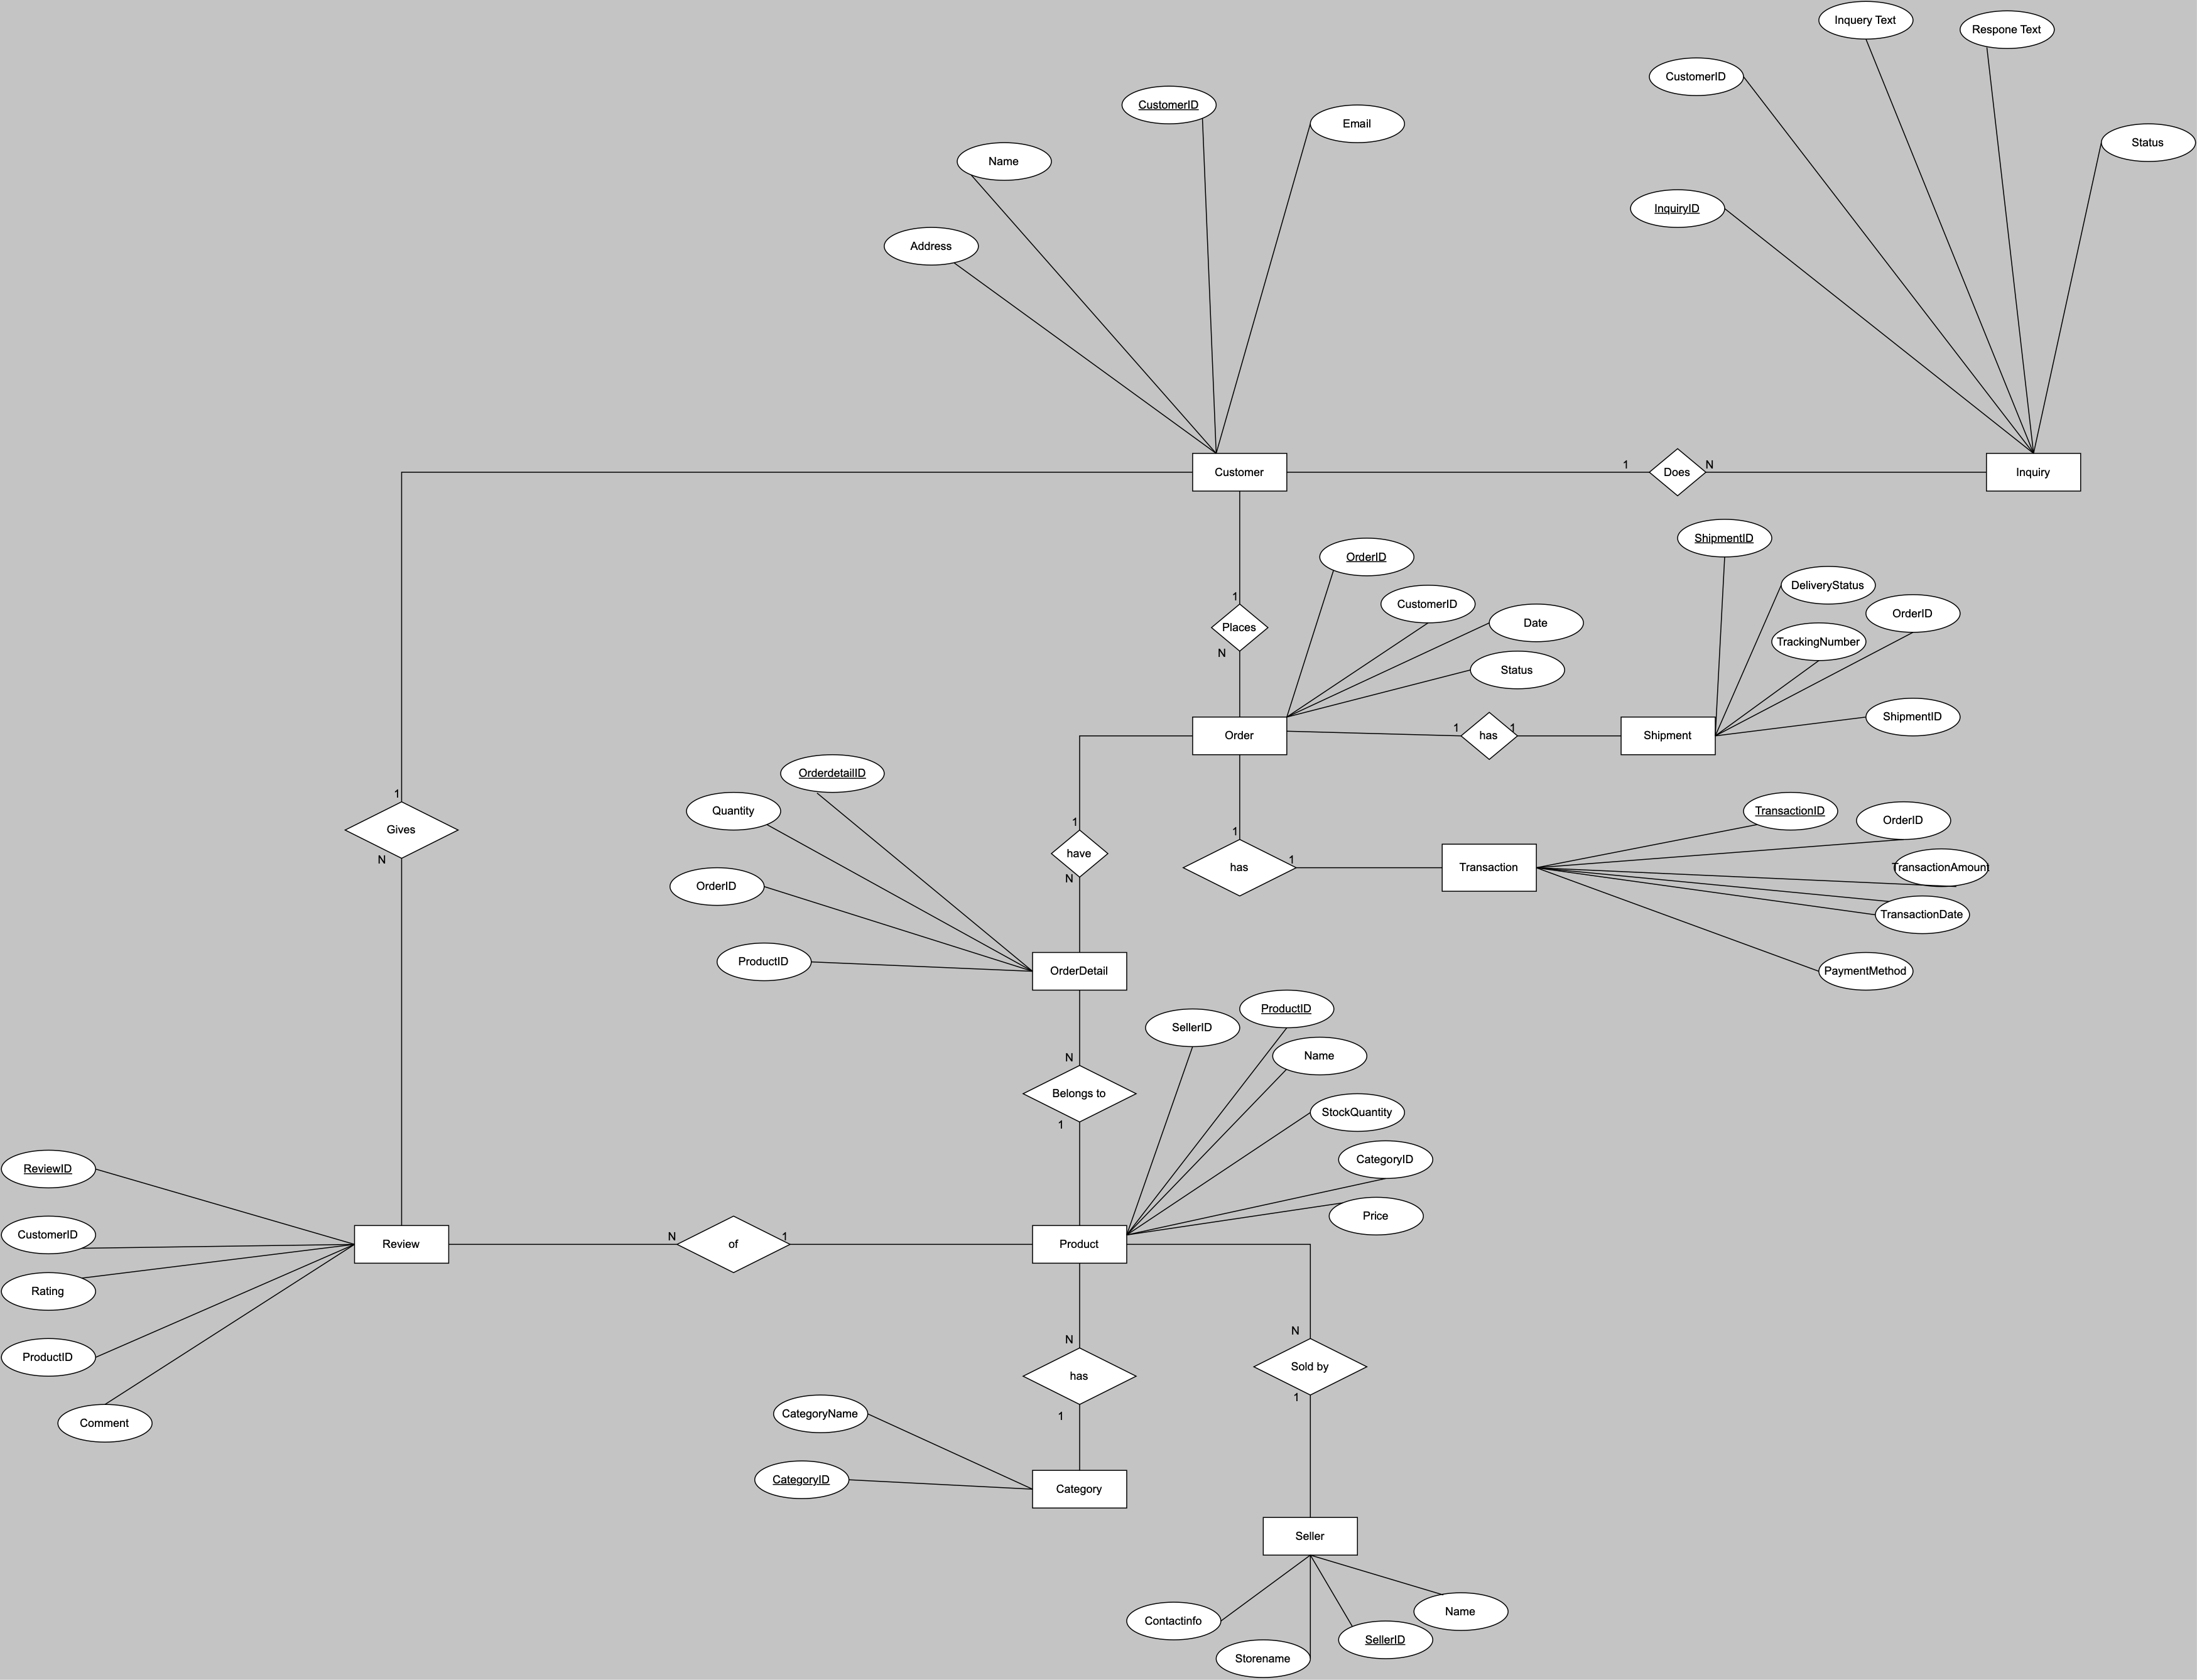 Inquery Text
Respone Text
CustomerID
CustomerID
Email
Status
Name
InquiryID
Address
Customer
1
Does
N
Inquiry
ShipmentID
OrderID
DeliveryStatus
1
CustomerID
OrderID
Places
Date
TrackingNumber
N
Status
ShipmentID
Order
1
has
1
Shipment
OrderdetailID
1
Gives
N
Quantity
1
have
N
1
has
1
Transaction
TransactionID
OrderID
TransactionAmount
TransactionDate
PaymentMethod
OrderID
ProductID
OrderDetail
SellerID
ProductID
Name
N
Belongs to
1
StockQuantity
CategoryID
Price
ReviewID
CustomerID
Rating
ProductID
Comment
Review
N
of
1
Product
N
has
1
N
Sold by
1
CategoryName
CategoryID
Category
Seller
Contactinfo
Storename
SellerID
Name